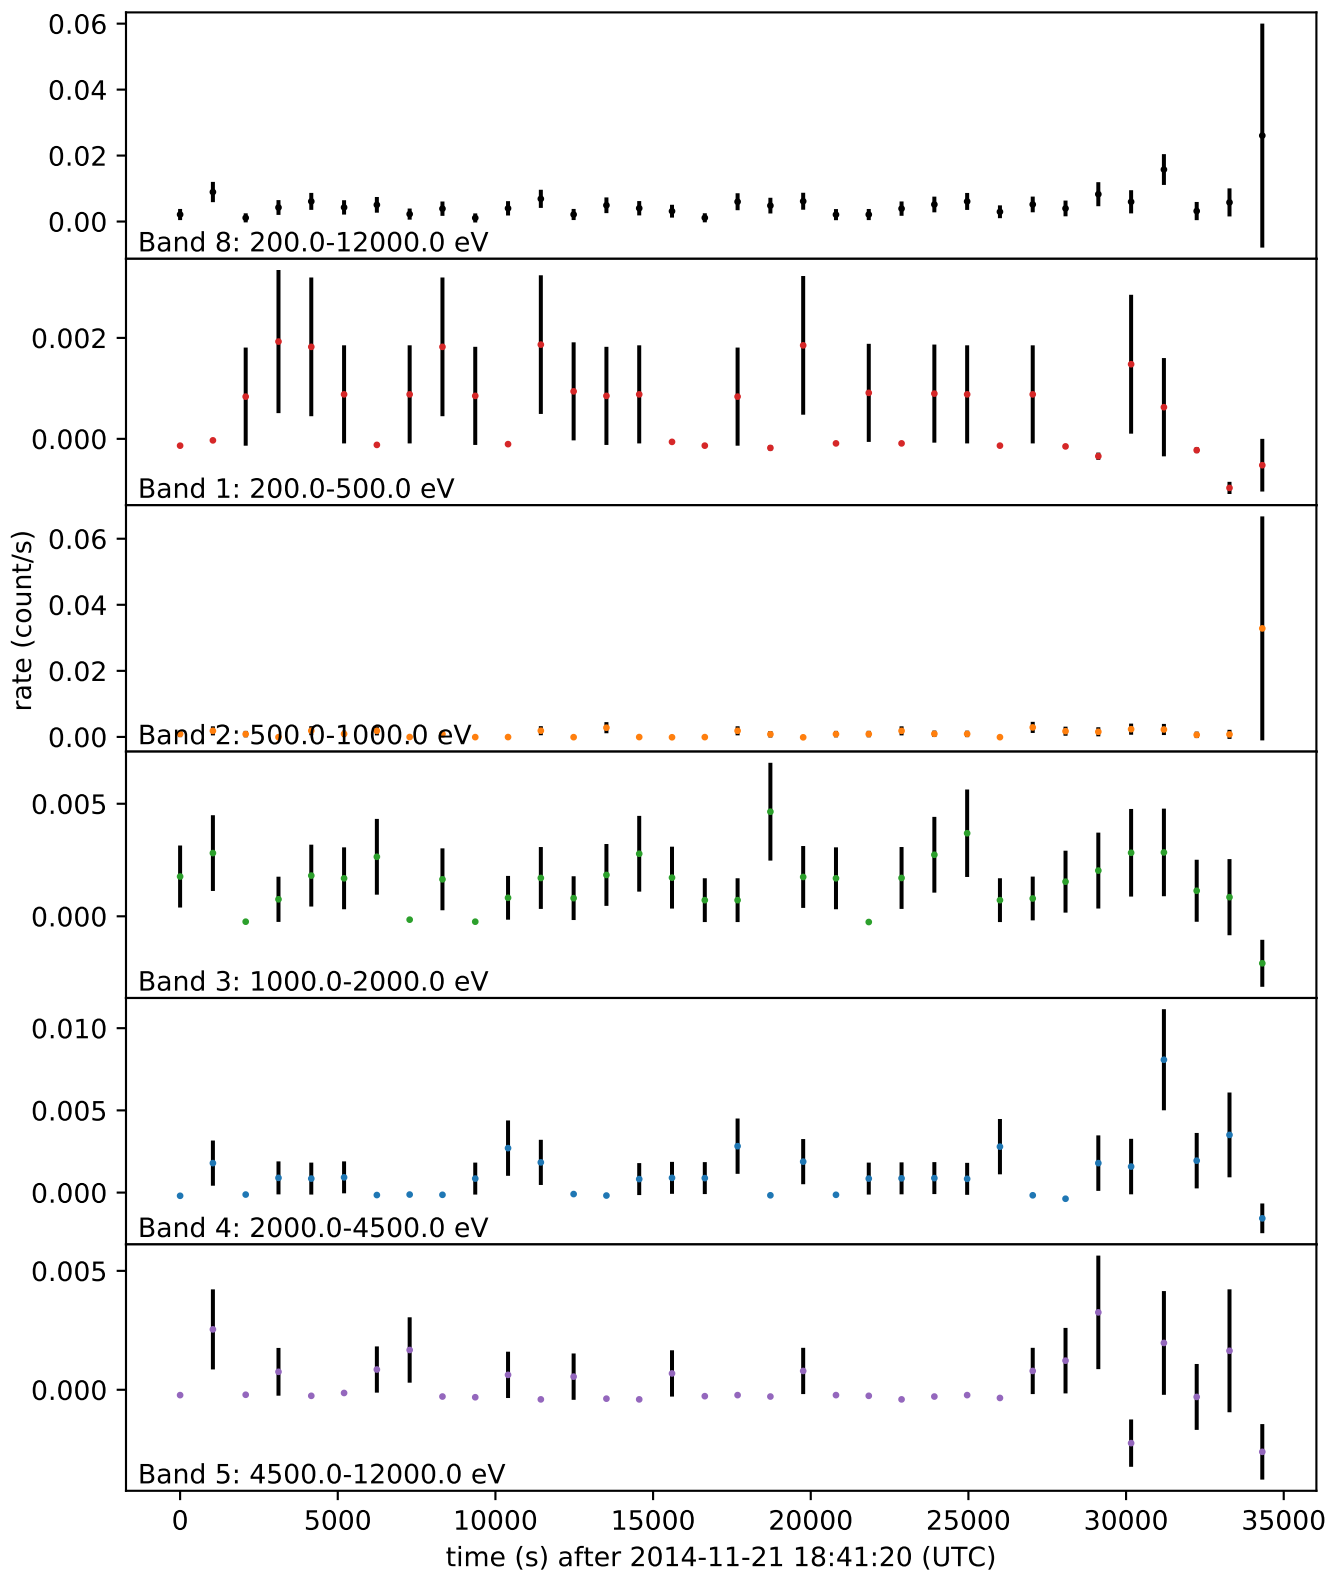 0.06
0.04
0.02
0.00
Band 8: 200.0-12000.0 eV
0.002
0.000
Band 1: 200.0-500.0 eV
rate (count/s)
0.06
0.04
0.02
0.00
Band 2: 500.0-1000.0 eV
0.005
0.000
Band 3: 1000.0-2000.0 eV
0.010
0.005
0.000
Band 4: 2000.0-4500.0 eV
0.005
0.000
Band 5: 4500.0-12000.0 eV
0 5000 10000 15000 20000 25000 30000 35000
time (s) after 2014-11-21 18:41:20 (UTC)